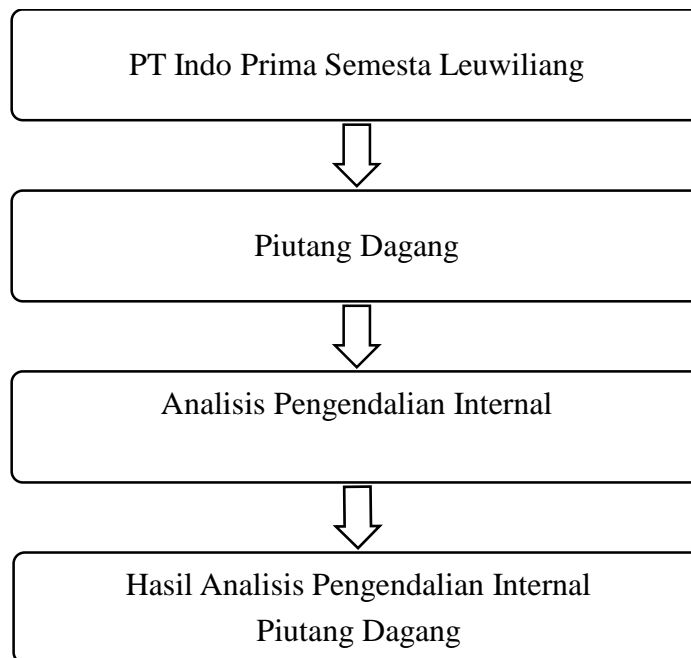 PT Indo Prima Semesta Leuwiliang
Piutang Dagang
Analisis Pengendalian Internal
Hasil Analisis Pengendalian Internal
Piutang Dagang